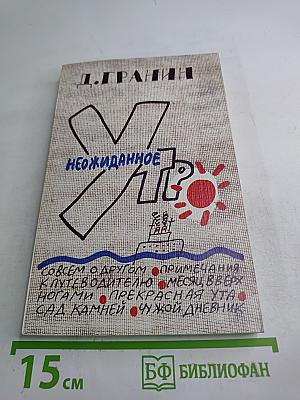 Д. ГРАНИН
НЕОЖИДАННОЕ
УТРО
СОВСЕМ О ДРУГОМ ПРИМЕЧАНИЯ
К ПУТЕВОДИТЕЛЮ МЕСЯЦ ВВЕРХ
НОГАМИ ПРЕКРАСНАЯ УТА
САД КАМНЕЙ ЧУЖОЙ ДНЕВНИК
15 СМ
БФ БИБЛИОФАН